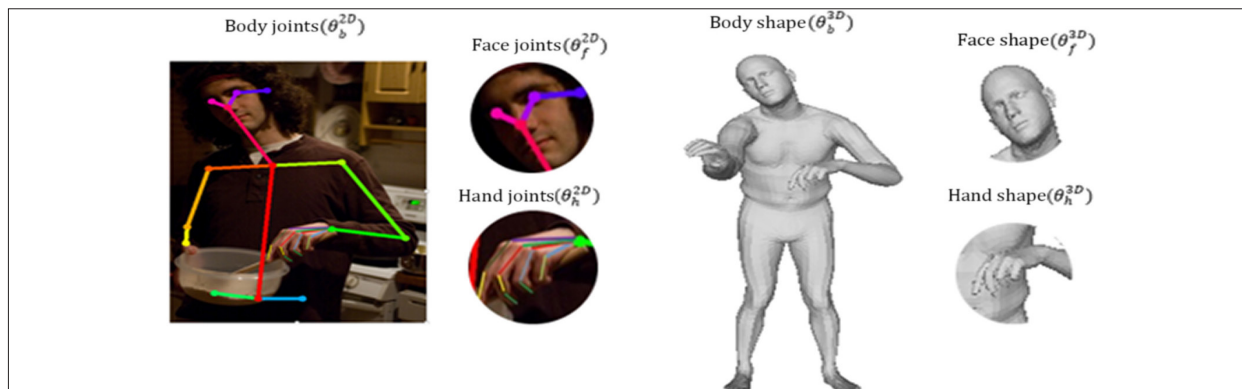 Body joints(θ_b^{2D})
Face joints(θ_f^{2D})
Body shape(θ_b^{3D})
Face shape(θ_f^{3D})
Hand joints(θ_h^{2D})
Hand shape(θ_h^{3D})